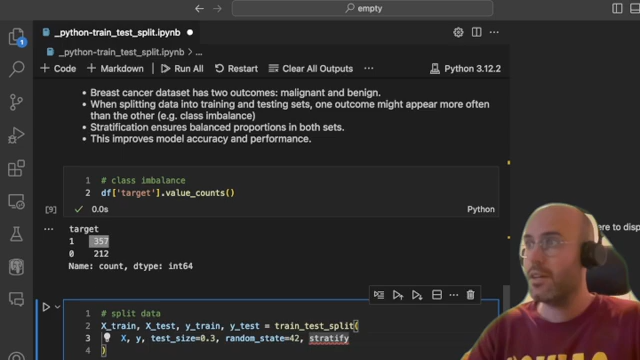 empty
_python-train_test_split.ipynb
_python-train_test_split.ipynb > ...
+ Code + Markdown Run All Restart Clear All Outputs ... Python 3.12.2
• Breast cancer dataset has two outcomes: malignant and benign.
• When splitting data into training and testing sets, one outcome might appear more often
than the other (e.g. class imbalance)
• Stratification ensures balanced proportions in both sets.
• This improves model accuracy and performance.
1 # class imbalance
2 df['target'].value_counts()
[9] 0.0s Python
... target
1 357
0 212
Name: count, dtype: int64
1 # split data
2 X_train, X_test, y_train, y_test = train_test_split(
3 X, y, test_size=0.3, random_state=42, stratify
4 )
ere to disp
1